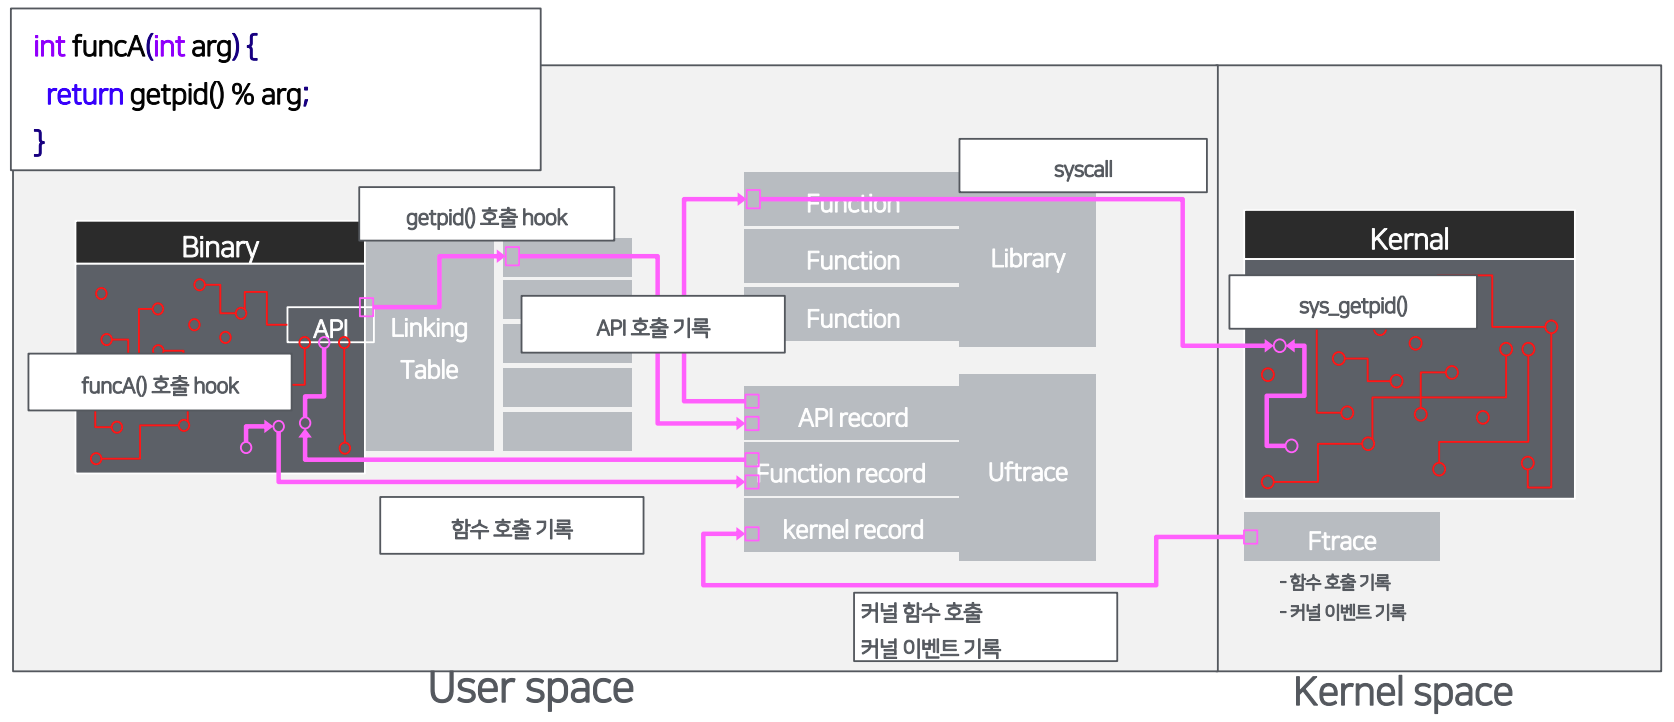 int funcA(int arg) {
return getpid() % arg;
}
syscall
getpid() 호출 hook
Function
Binary
Kernal
Function
Library
sys_getpid()
API
Linking
API 호출 기록
Function
Table
funcA() 호출 hook
API record
Function record
Uftrace
함수 호출 기록
kernel record
Ftrace
- 함수 호출 기록
- 커널 이벤트 기록
커널 함수 호출
커널 이벤트 기록
User space
Kernel space